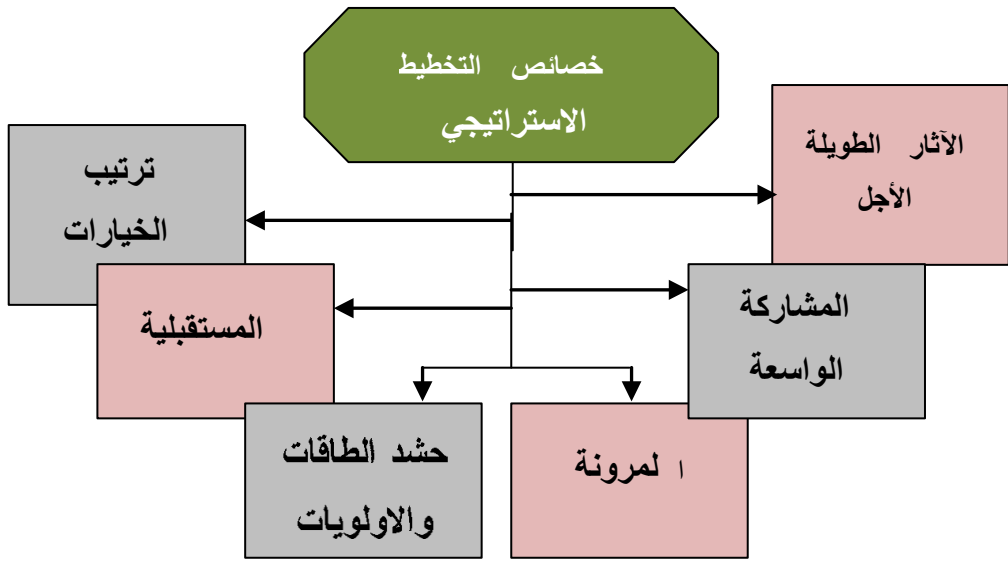 خصائص التخطيط
الاستراتيجي
الآثار الطويلة
الأجل
ترتيب
الخيارات
المشاركة
الواسعة
المستقبلية
ا لمرونة
حشد الطاقات
والاولويات